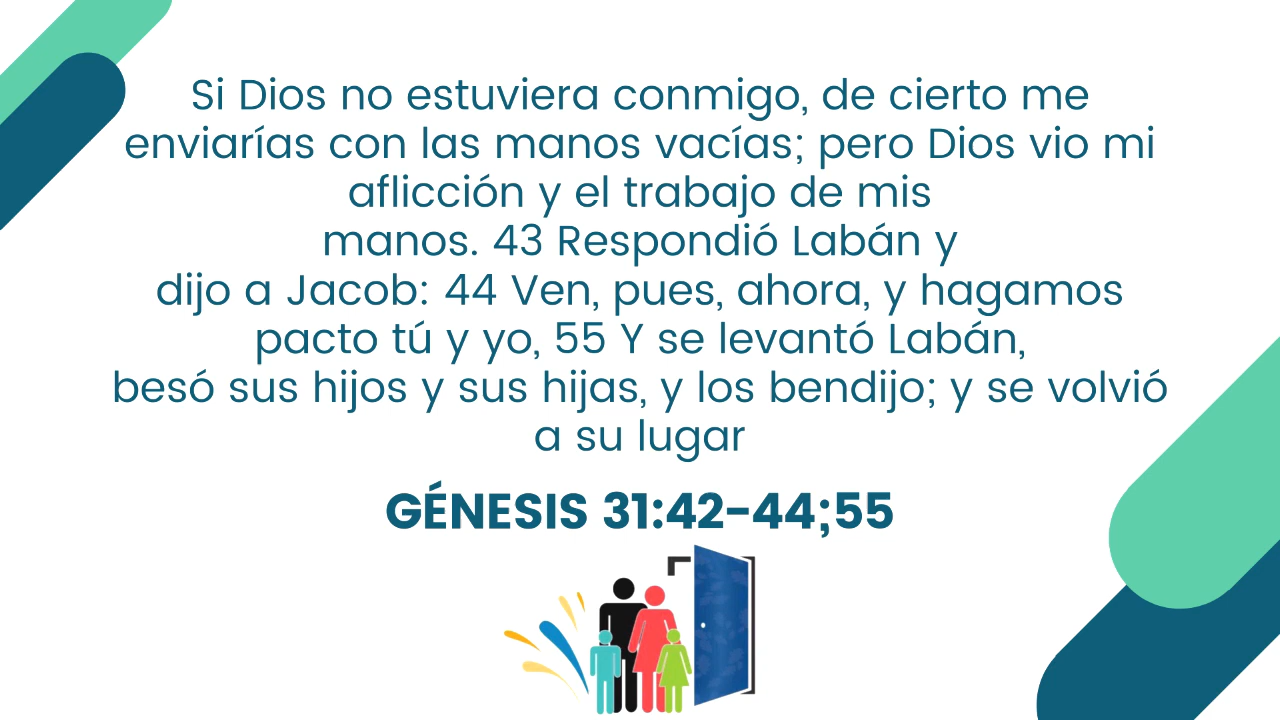 Si Dios no estuviera conmigo, de cierto me
enviarías con las manos vacías; pero Dios vio mi
aflicción y el trabajo de mis
manos. 43 Respondió Labán y
dijo a Jacob: 44 Ven, pues, ahora, y hagamos
pacto tú y yo, 55 Y se levantó Labán,
besó sus hijos y sus hijas, y los bendijo; y se volvió
a su lugar
GÉNESIS 31:42-44;55